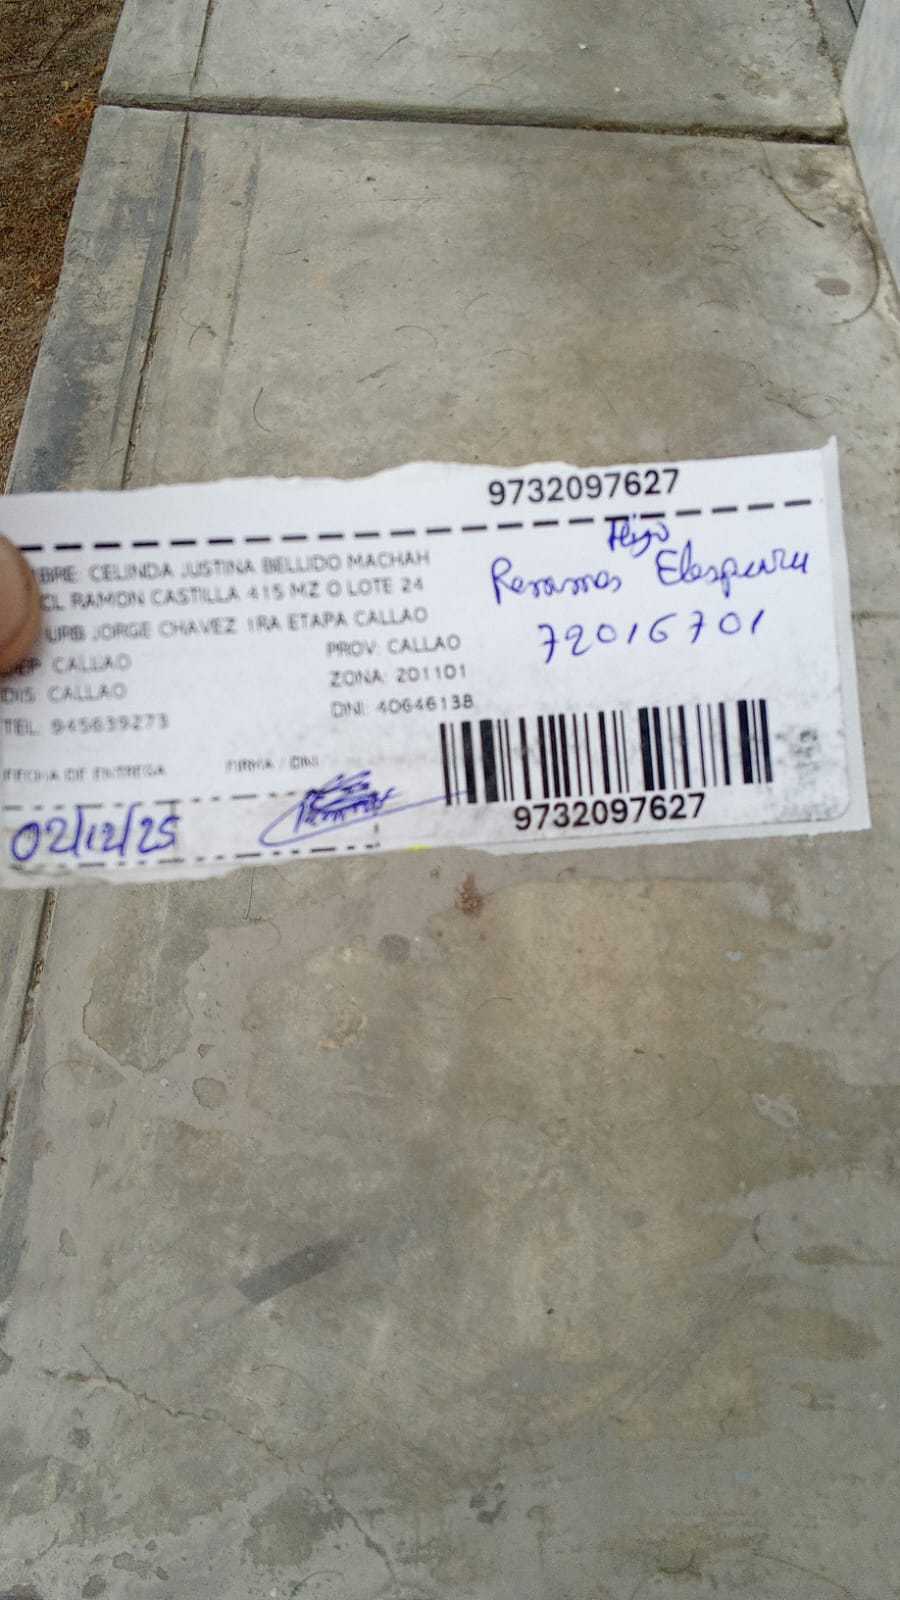 9732097627
BRE: CELINDA JUSTINA BELLIDO MACHAH
CL RAMON CASTILLA 415 MZ O LOTE 24
URB JORGE CHAVEZ 1RA ETAPA CALLAO
DEP CALLAO PROV: CALLAO
DIS: CALLAO ZONA: 201101
TEL. 945639273 DNI: 40646138
FECHA DE ENTREGA FIRMA / DNI
02/12/25
Hijo
72016701
9732097627